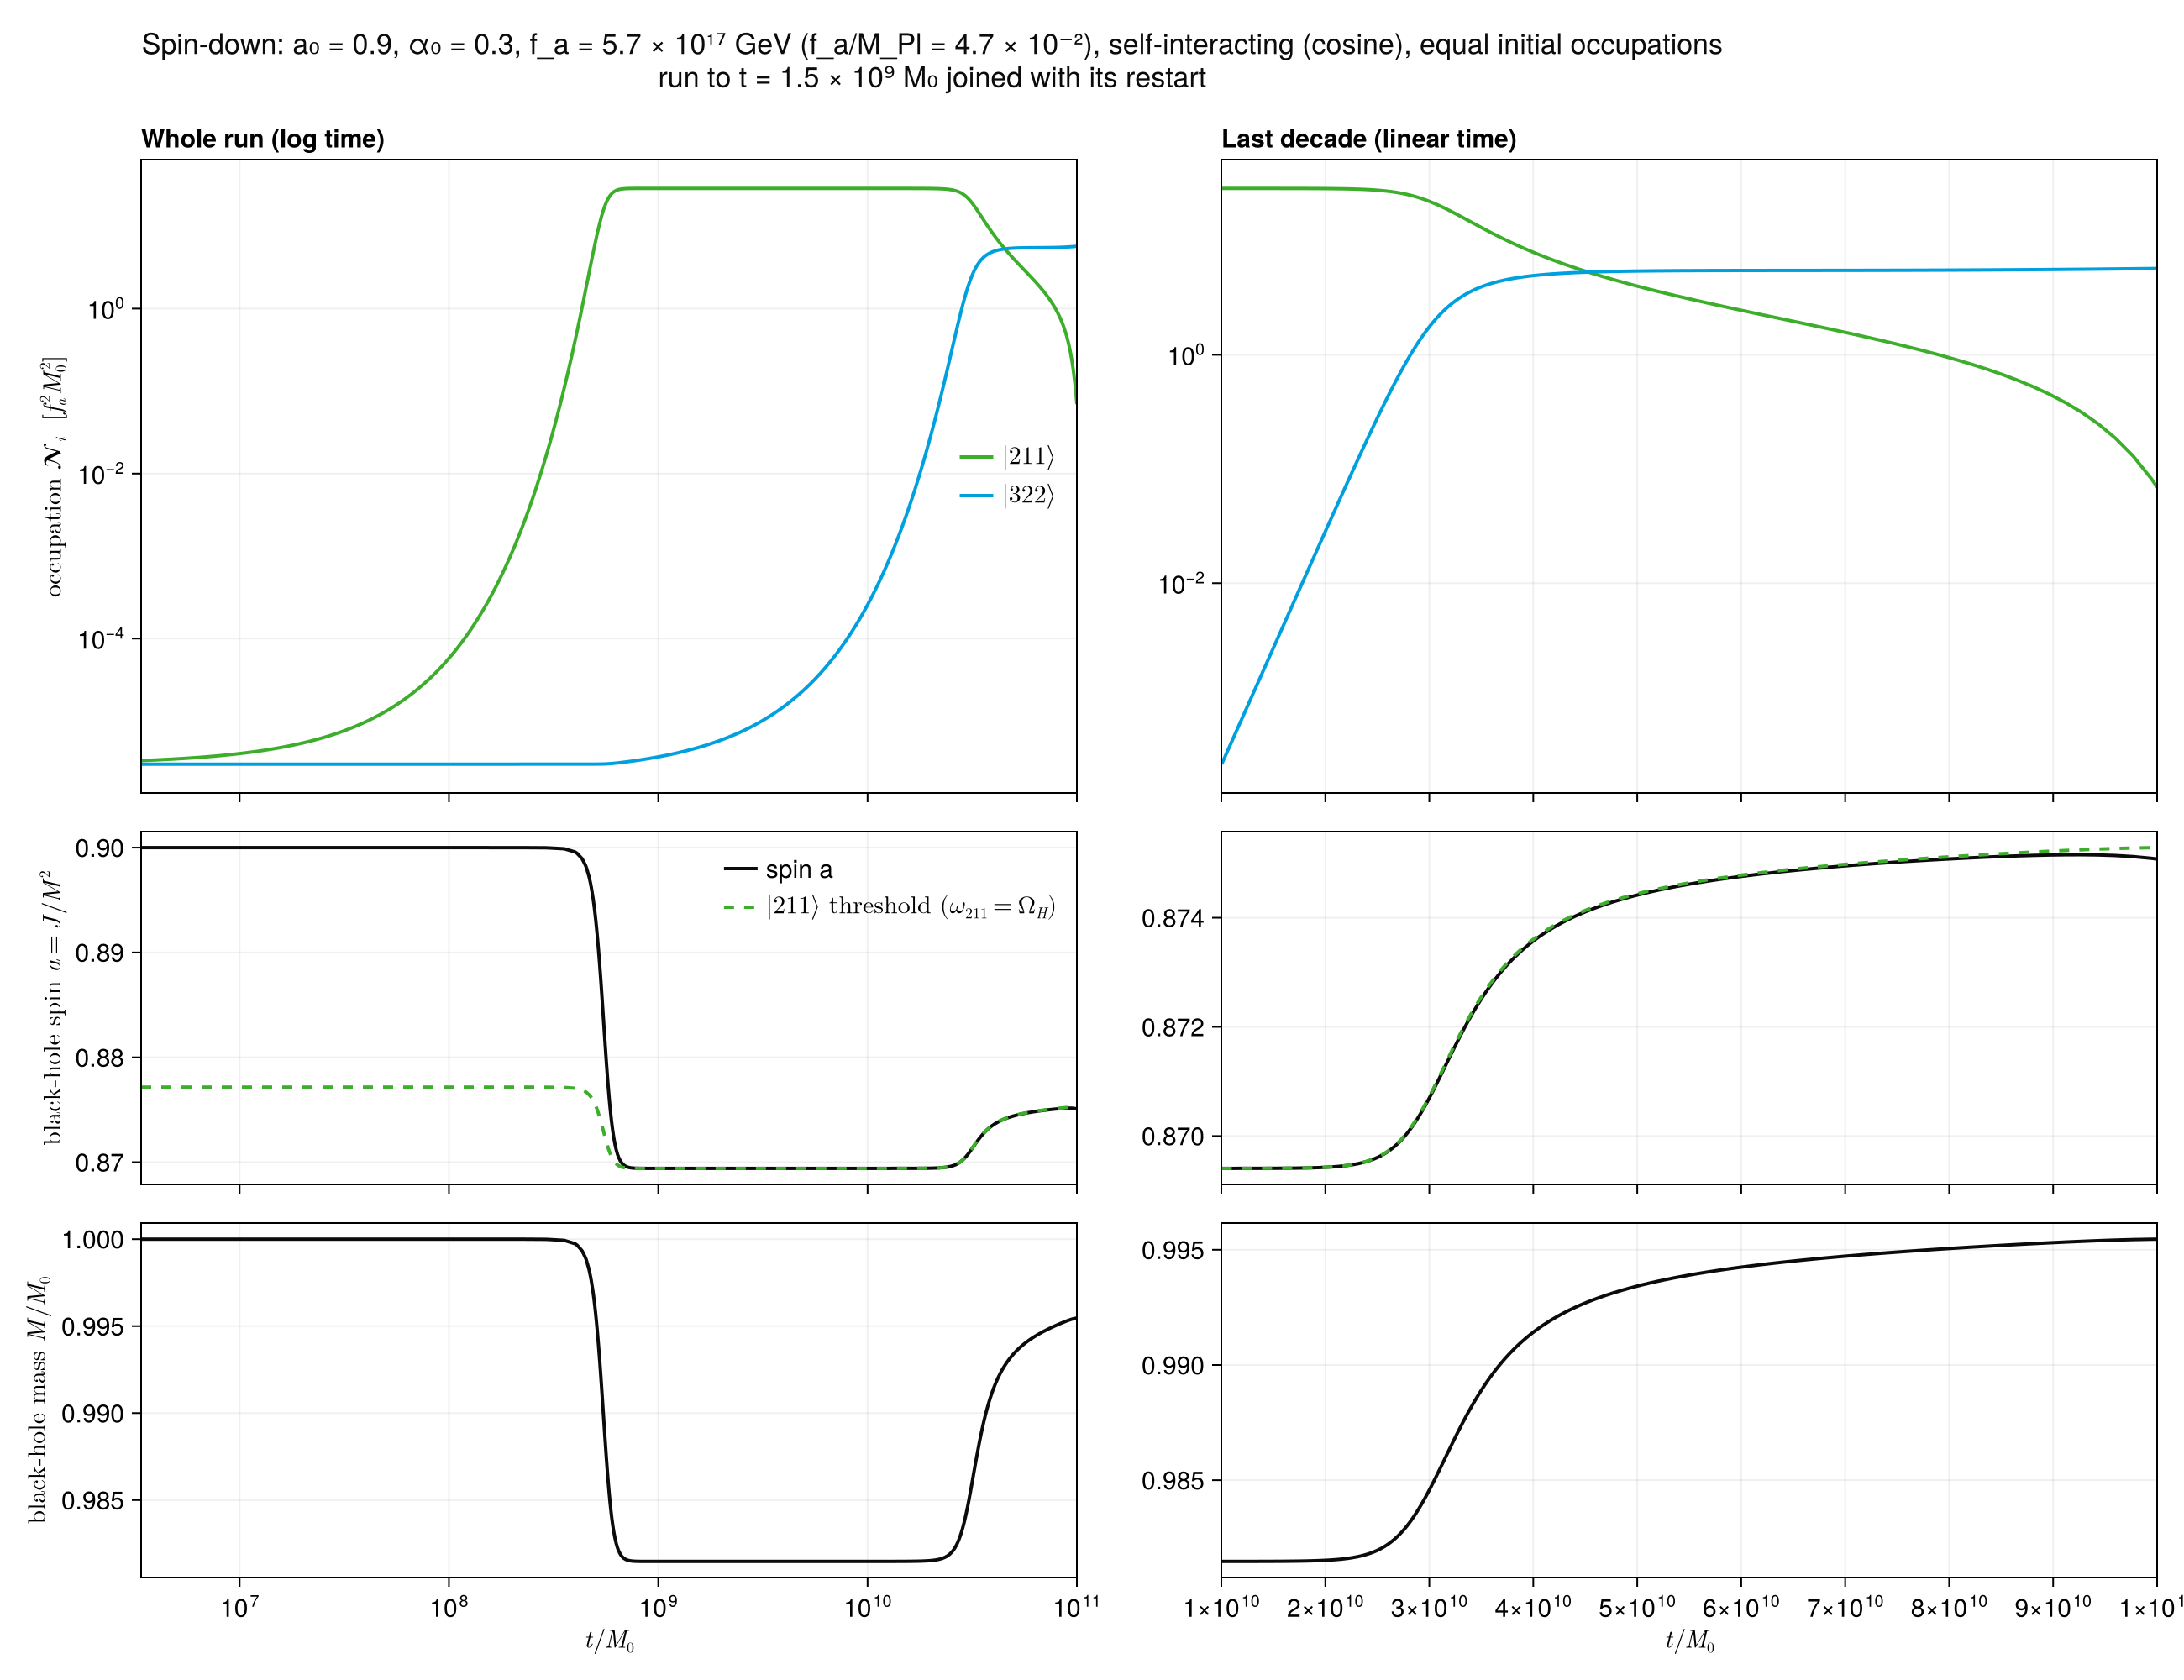 Spin-down: a₀ = 0.9, α₀ = 0.3, f_a = 5.7 × 10¹⁷ GeV (f_a/M_Pl = 4.7 × 10⁻²), self-interacting (cosine), equal initial occupations
run to t = 1.5 × 10⁹ M₀ joined with its restart
Whole run (log time)
occupation 𝓝ᵢ [f_a² M₀²]
10⁰
10⁻²
10⁻⁴
|211⟩
|322⟩
Last decade (linear time)
10⁰
10⁻²
black-hole spin a = J/M²
0.90
0.89
0.88
0.87
spin a
|211⟩ threshold (ω₂₁₁ = Ω_H)
0.874
0.872
0.870
black-hole mass M/M₀
1.000
0.995
0.990
0.985
10⁷ 10⁸ 10⁹ 10¹⁰ 10¹¹
t/M₀
0.995
0.990
0.985
1×10¹⁰ 2×10¹⁰ 3×10¹⁰ 4×10¹⁰ 5×10¹⁰ 6×10¹⁰ 7×10¹⁰ 8×10¹⁰ 9×10¹⁰ 1×1
t/M₀